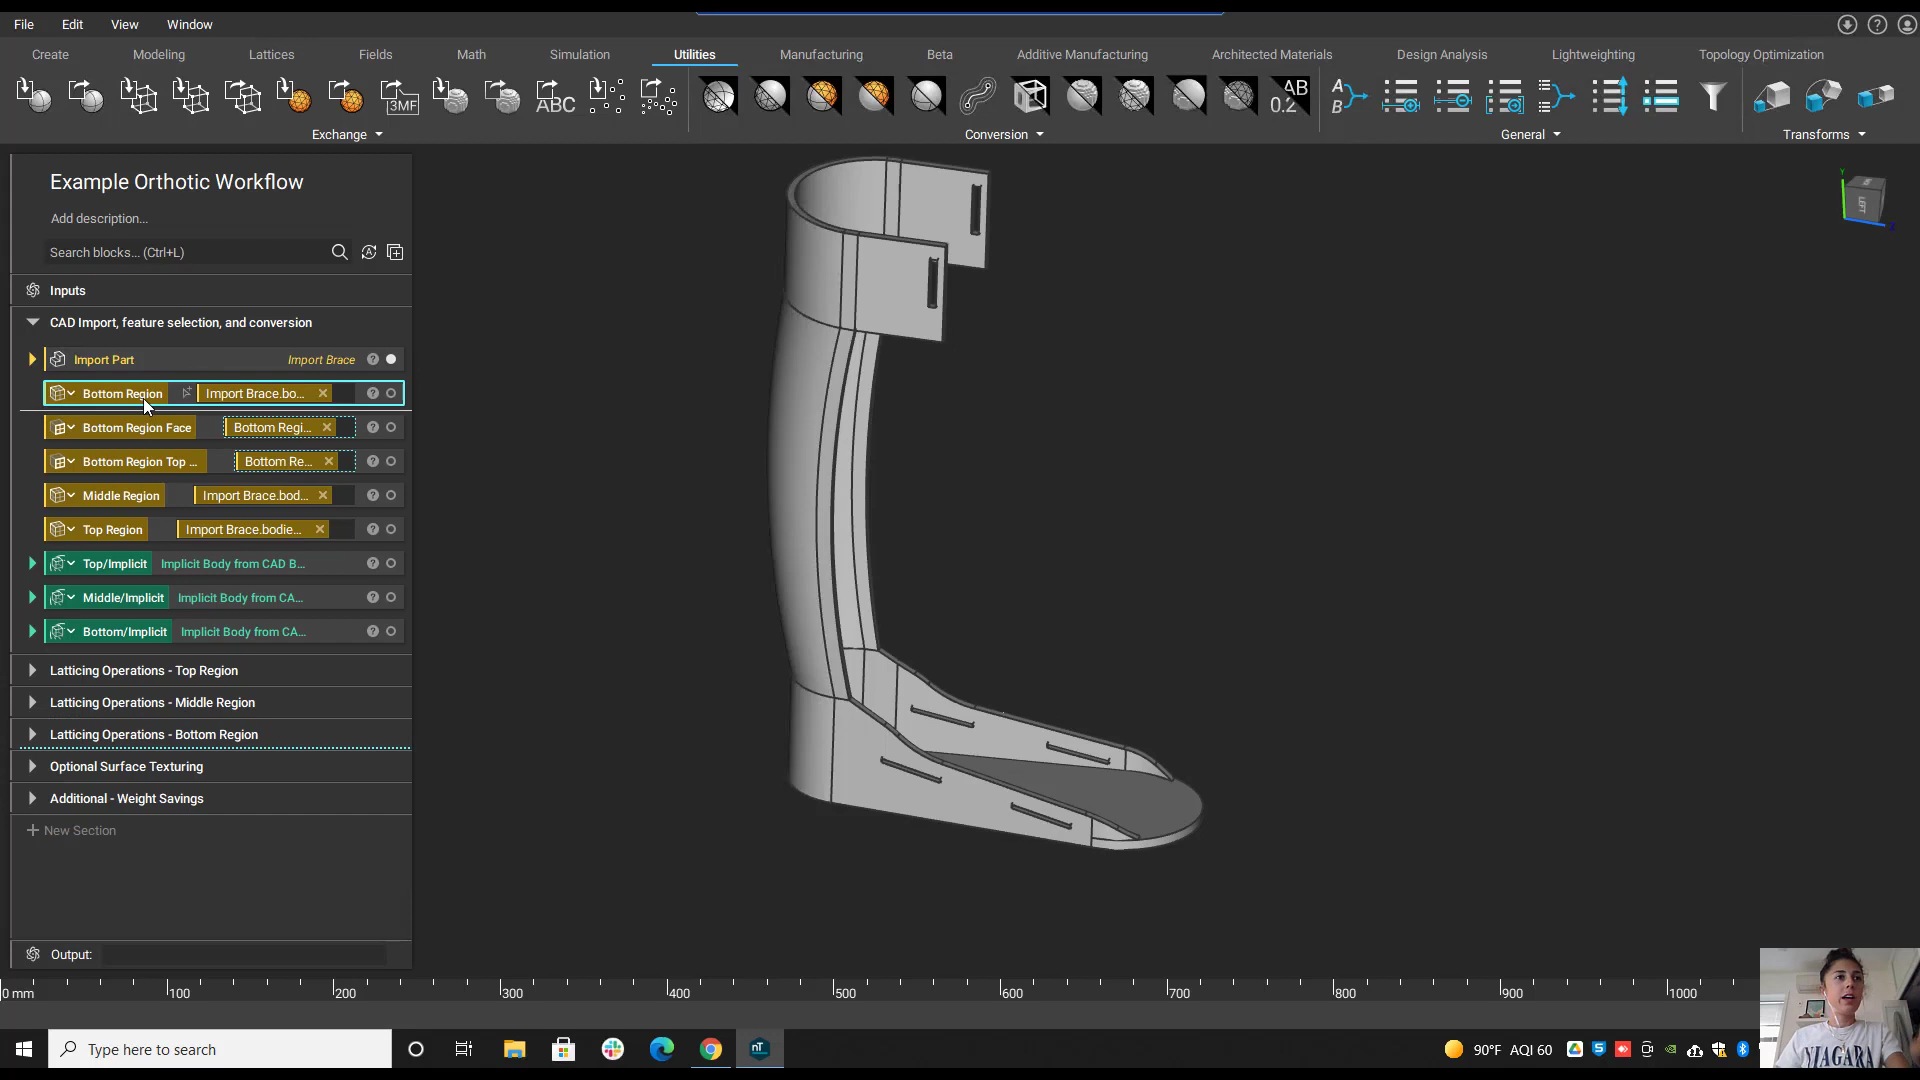 File Edit View Window
Create Modeling Lattices Fields Math Simulation Utilities Manufacturing Beta Additive Manufacturing Architected Materials Design Analysis Lightweighting Topology Optimization
3MF ABC AB 0.2 A B
Exchange Conversion General Transforms
Example Orthotic Workflow
Add description...
Search blocks... (Ctrl+L)
Inputs
CAD Import, feature selection, and conversion
Import Part Import Brace
Bottom Region Import Brace.bo...
Bottom Region Face Bottom Regi...
Bottom Region Top ... Bottom Re...
Middle Region Import Brace.bod...
Top Region Import Brace.bodie...
Top/Implicit Implicit Body from CAD B...
Middle/Implicit Implicit Body from CA...
Bottom/Implicit Implicit Body from CA...
Latticing Operations - Top Region
Latticing Operations - Middle Region
Latticing Operations - Bottom Region
Optional Surface Texturing
Additional - Weight Savings
+ New Section
Output:
Y
LEFT
0 mm 100 200 300 400 500 600 700 800 900 1000
Type here to search
nT
90°F AQI 60